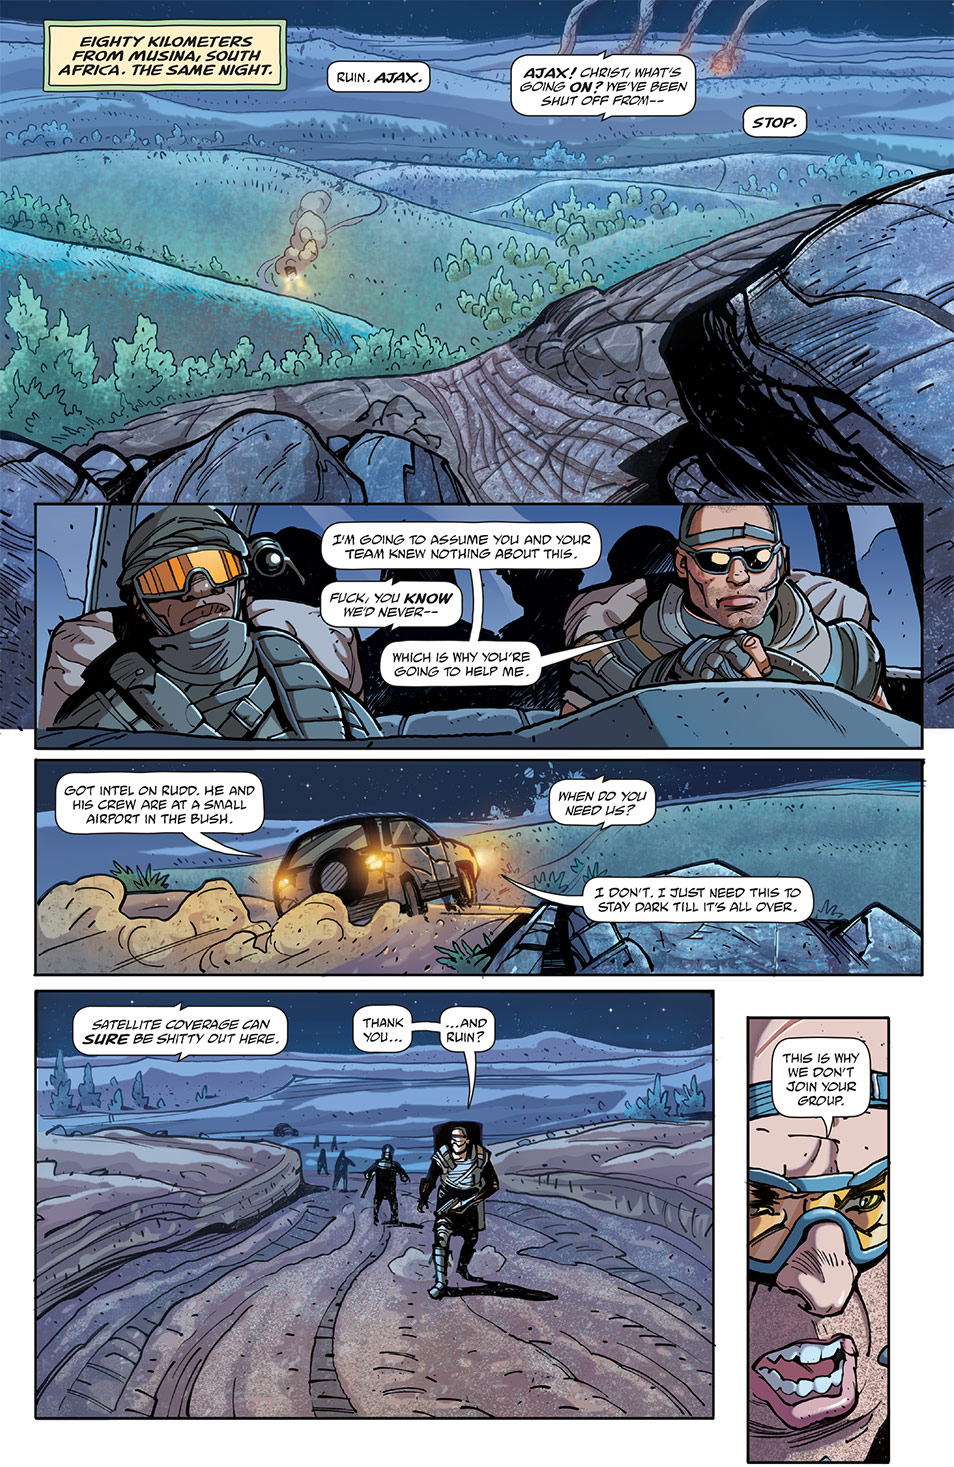 EIGHTY KILOMETERS
FROM MUSINA, SOUTH
AFRICA. THE SAME NIGHT.
RUIN. AJAX.
AJAX! CHRIST, WHAT'S
GOING ON? WE'VE BEEN
SHUT OFF FROM--
STOP.
I'M GOING TO ASSUME YOU AND YOUR
TEAM KNEW NOTHING ABOUT THIS.
FUCK, YOU KNOW
WE'D NEVER--
WHICH IS WHY YOU'RE
GOING TO HELP ME.
GOT INTEL ON RUDD. HE AND
HIS CREW ARE AT A SMALL
AIRPORT IN THE BUSH.
WHEN DO YOU
NEED US?
I DON'T. I JUST NEED THIS TO
STAY DARK TILL IT'S ALL OVER.
SATELLITE COVERAGE CAN
SURE BE SHITTY OUT HERE.
THANK
YOU...
...AND
RUIN?
THIS IS WHY
WE DON'T
JOIN YOUR
GROUP.